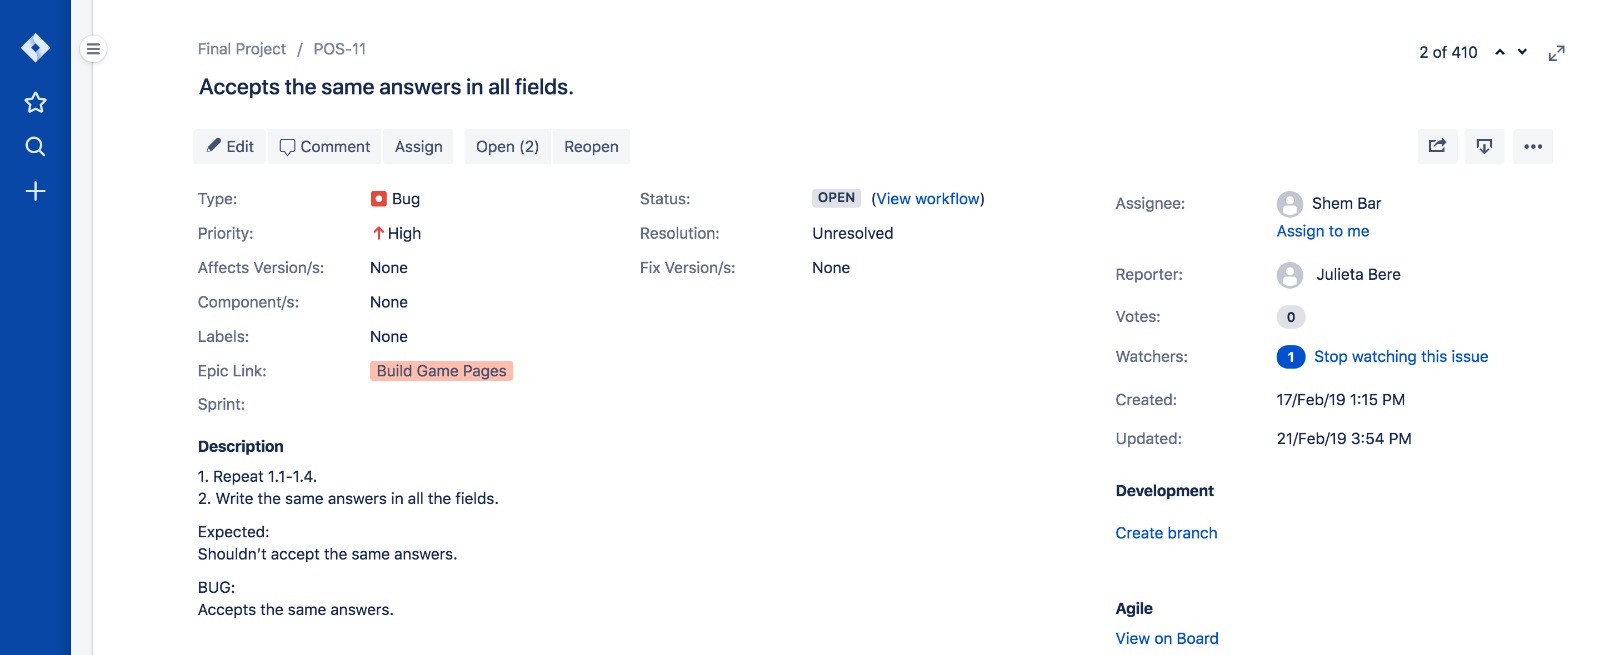 Final Project / POS-11
2 of 410
Accepts the same answers in all fields.
Edit Comment Assign Open (2) Reopen
Type: Bug
Priority: High
Affects Version/s: None
Component/s: None
Labels: None
Epic Link: Build Game Pages
Sprint:
Status: OPEN (View workflow)
Resolution: Unresolved
Fix Version/s: None
Description
1. Repeat 1.1-1.4.
2. Write the same answers in all the fields.
Expected:
Shouldn't accept the same answers.
BUG:
Accepts the same answers.
Assignee: Shem Bar
Assign to me
Reporter: Julieta Bere
Votes: 0
Watchers: 1 Stop watching this issue
Created: 17/Feb/19 1:15 PM
Updated: 21/Feb/19 3:54 PM
Development
Create branch
Agile
View on Board